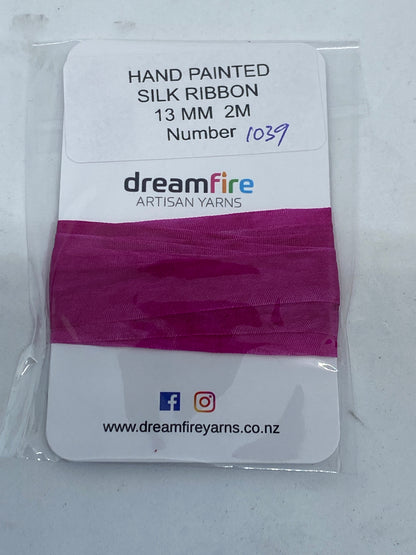 HAND PAINTED
SILK RIBBON
13 MM 2M
Number 1039
dreamfire
ARTISAN YARNS
www.dreamfireyarns.co.nz